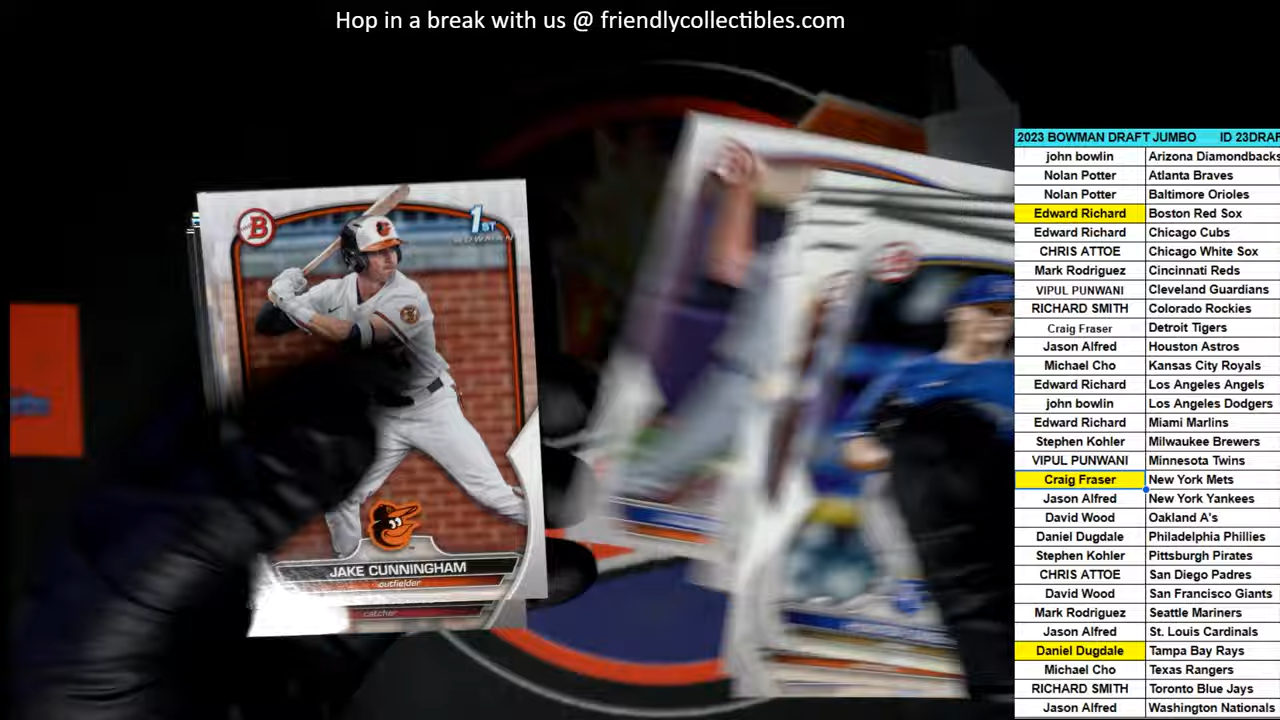 Hop in a break with us @ friendlycollectibles.com
2023 BOWMAN DRAFT JUMBO ID 23DRAF
john bowlin Arizona Diamondbacks
Nolan Potter Atlanta Braves
Nolan Potter Baltimore Orioles
Edward Richard Boston Red Sox
Edward Richard Chicago Cubs
CHRIS ATTOE Chicago White Sox
Mark Rodriguez Cincinnati Reds
VIPUL PUNWANI Cleveland Guardians
RICHARD SMITH Colorado Rockies
Craig Fraser Detroit Tigers
Jason Alfred Houston Astros
Michael Cho Kansas City Royals
Edward Richard Los Angeles Angels
john bowlin Los Angeles Dodgers
Edward Richard Miami Marlins
Stephen Kohler Milwaukee Brewers
VIPUL PUNWANI Minnesota Twins
Craig Fraser New York Mets
Jason Alfred New York Yankees
David Wood Oakland A's
Daniel Dugdale Philadelphia Phillies
Stephen Kohler Pittsburgh Pirates
CHRIS ATTOE San Diego Padres
David Wood San Francisco Giants
Mark Rodriguez Seattle Mariners
Jason Alfred St. Louis Cardinals
Daniel Dugdale Tampa Bay Rays
Michael Cho Texas Rangers
RICHARD SMITH Toronto Blue Jays
Jason Alfred Washington Nationals
B
1ST
BOWMAN
JAKE CUNNINGHAM
outfielder
catcher